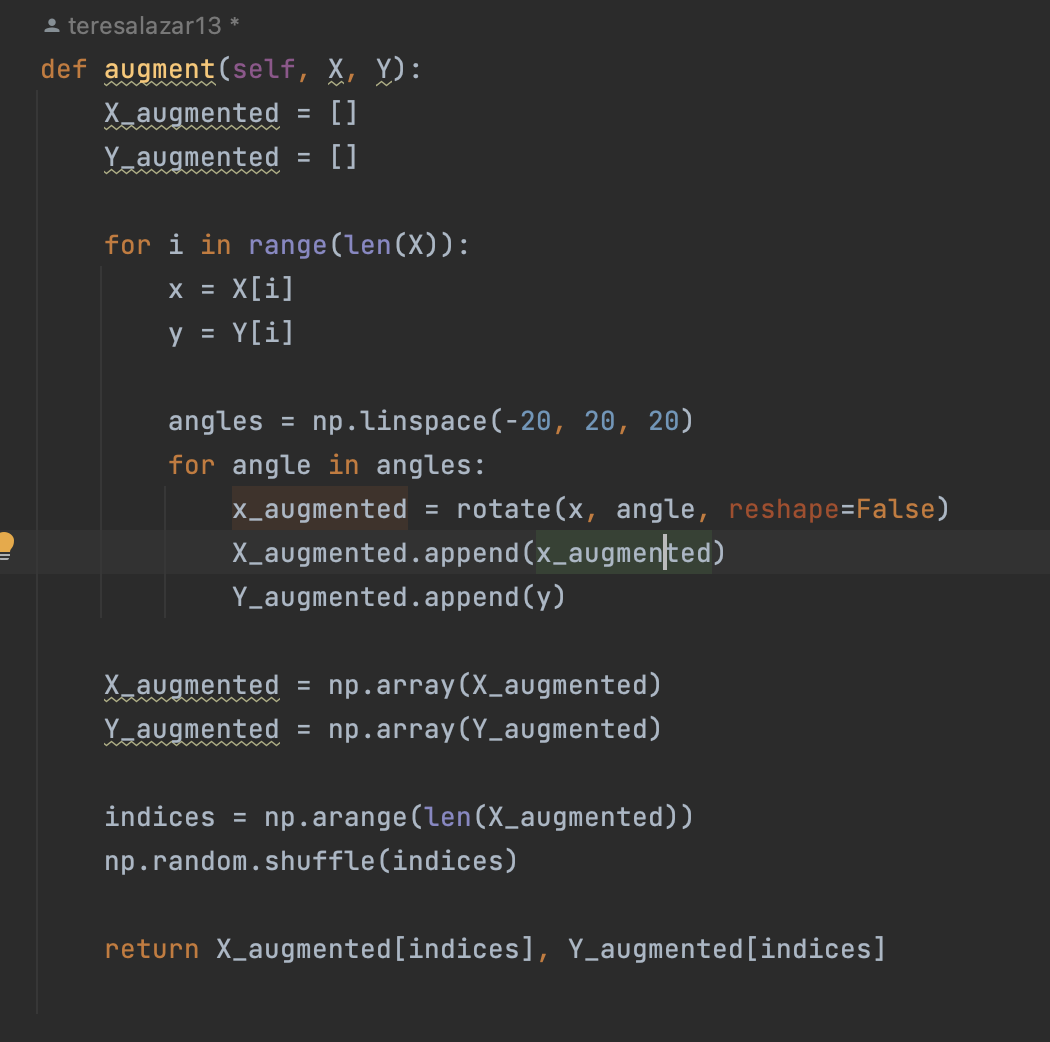 teresalazar13 *
def augment(self, X, Y):
X_augmented = []
Y_augmented = []
for i in range(len(X)):
x = X[i]
y = Y[i]
angles = np.linspace(-20, 20, 20)
for angle in angles:
x_augmented = rotate(x, angle, reshape=False)
X_augmented.append(x_augmented)
Y_augmented.append(y)
X_augmented = np.array(X_augmented)
Y_augmented = np.array(Y_augmented)
indices = np.arange(len(X_augmented))
np.random.shuffle(indices)
return X_augmented[indices], Y_augmented[indices]